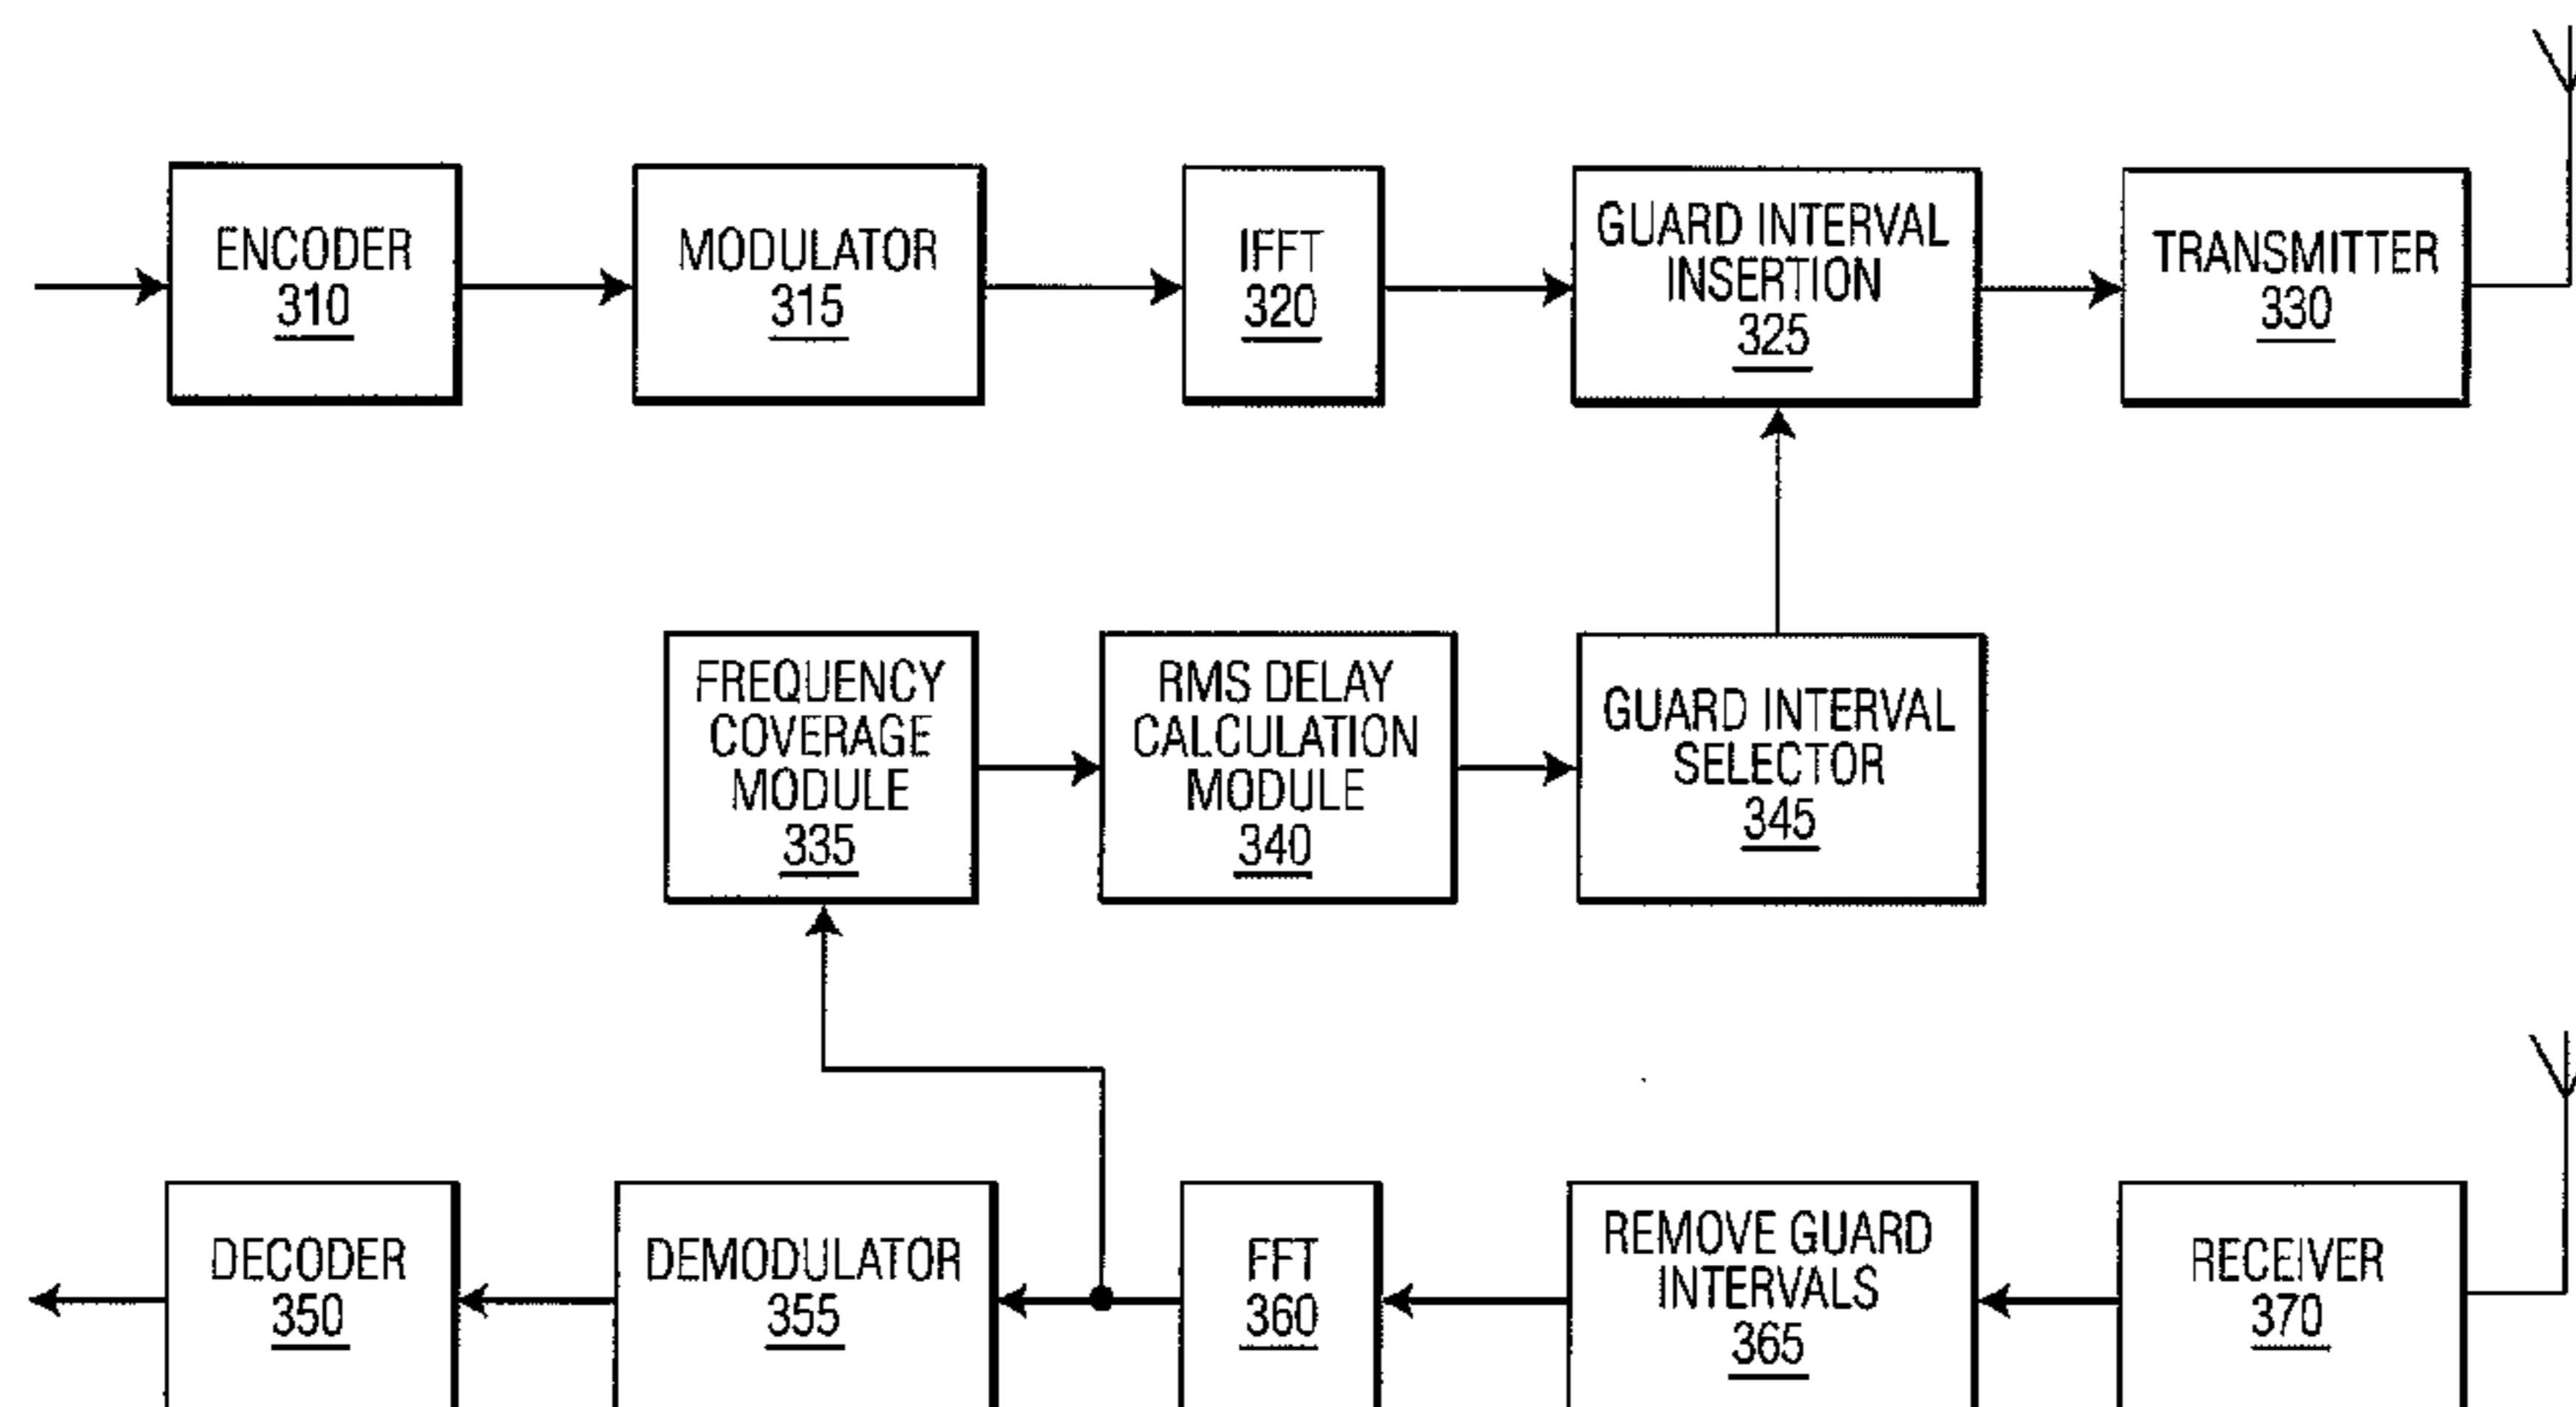 ENCODER
310
MODULATOR
315
IFFT
320
GUARD INTERVAL
INSERTION
325
TRANSMITTER
330
FREQUENCY
COVERAGE
MODULE
335
RMS DELAY
CALCULATION
MODULE
340
GUARD INTERVAL
SELECTOR
345
DECODER
350
DEMODULATOR
355
FFT
360
REMOVE GUARD
INTERVALS
365
RECEIVER
370